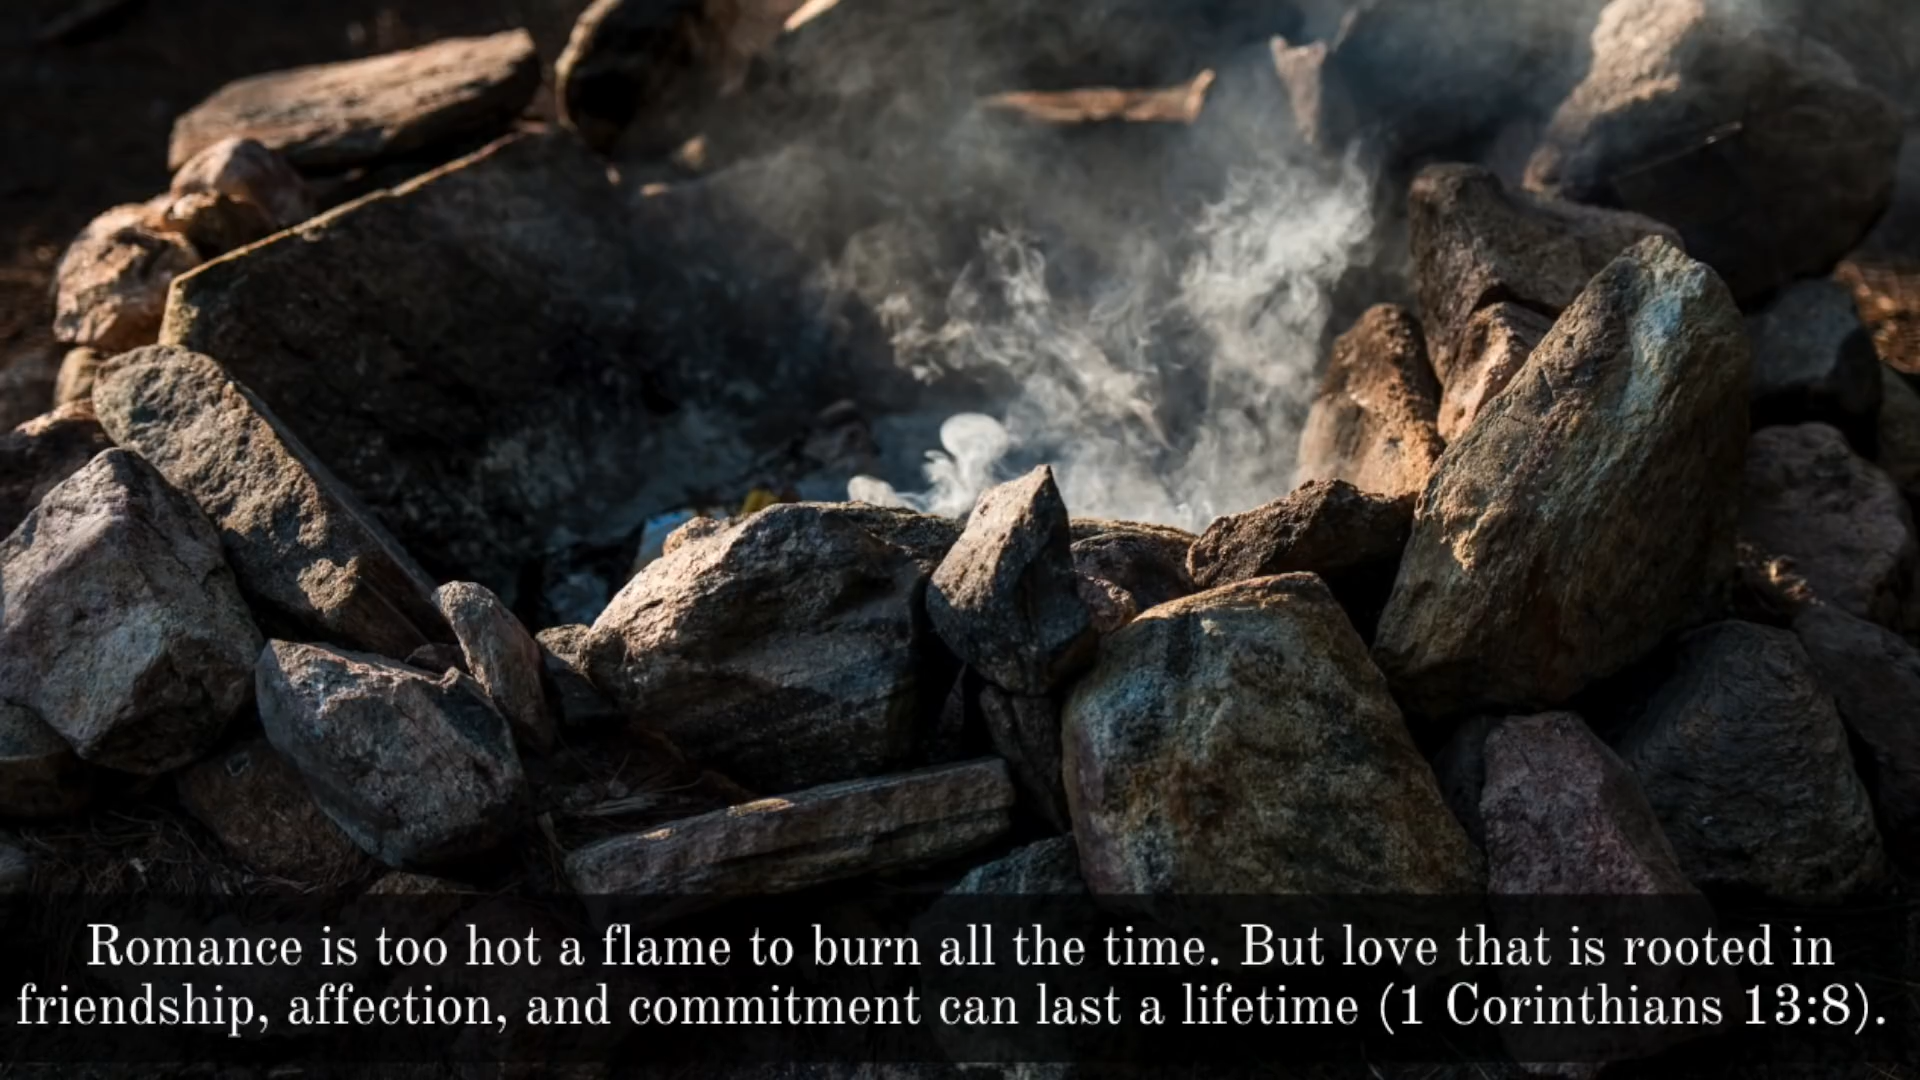 Romance is too hot a flame to burn all the time. But love that is rooted in
friendship, affection, and commitment can last a lifetime (1 Corinthians 13:8).